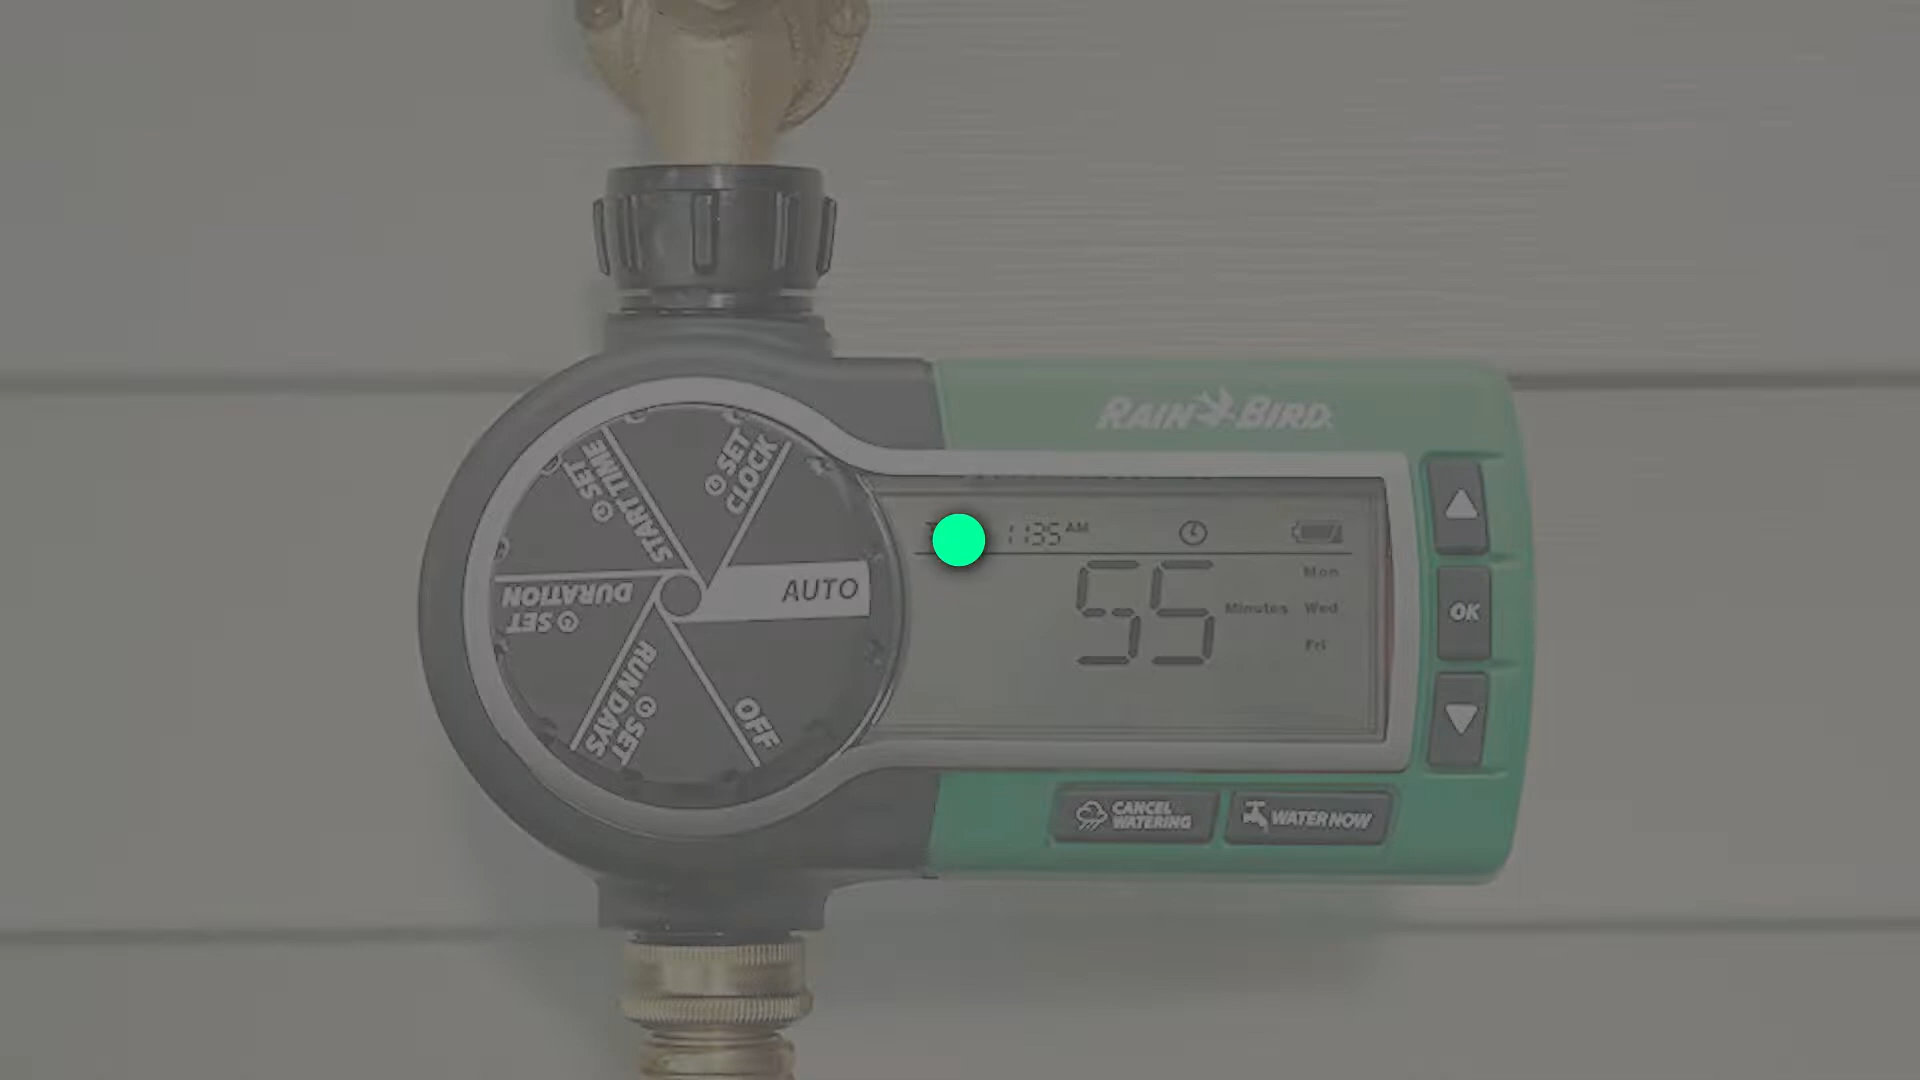 RAIN BIRD
SET
CLOCK
SET
START TIME
SET
DURATION
SET
RUN DAYS
OFF
AUTO
11:35 AM
55
Minutes
Mon
Wed
Fri
OK
CANCEL
WATERING
WATER NOW